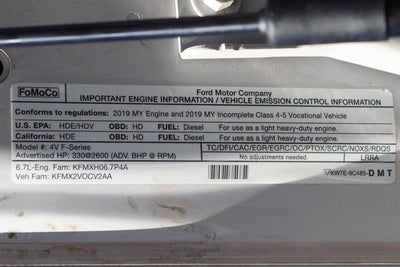 FoMoCo
Ford Motor Company
IMPORTANT ENGINE INFORMATION / VEHICLE EMISSION CONTROL INFORMATION
Conforms to regulations: 2019 MY Engine and 2019 MY Incomplete Class 4-5 Vocational Vehicle
U.S. EPA: HDE/HDV OBD: HD FUEL: Diesel For use as a light heavy-duty engine.
California: HDE OBD: HD FUEL: Diesel For use as a light heavy-duty engine.
Model #: 4V F-Series TC/DFI/CAC/EGR/EGRC/OC/PTOX/SCRC/NOXS/RDQS
Advertised HP: 330@2600 (ADV. BHP @ RPM) No adjustments needed. LRRA
6.7L-Eng. Fam: KFMXH06.7P4A
Veh Fam: KFMX2VOCV2AA KW7E-9C485-DMT